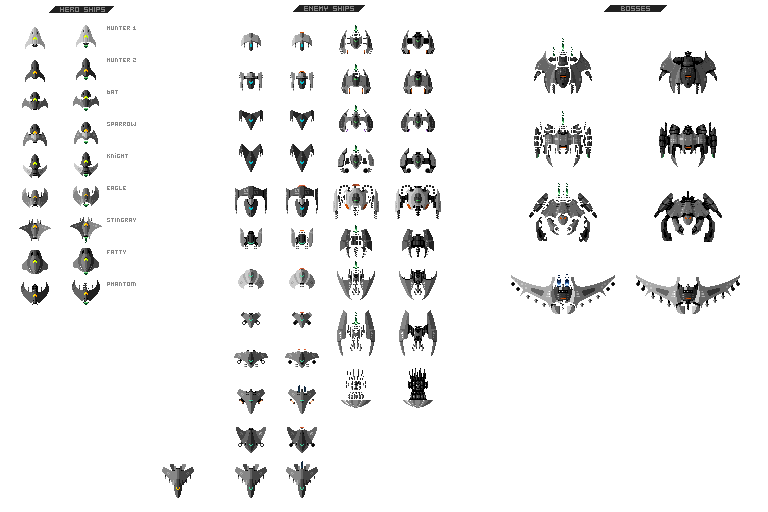 HERO SHIPS
ENEMY SHIPS
BOSSES
HUNTER 1
HUNTER 2
BAT
SPARROW
KNIGHT
EAGLE
STINGRAY
FATTY
PHANTOM